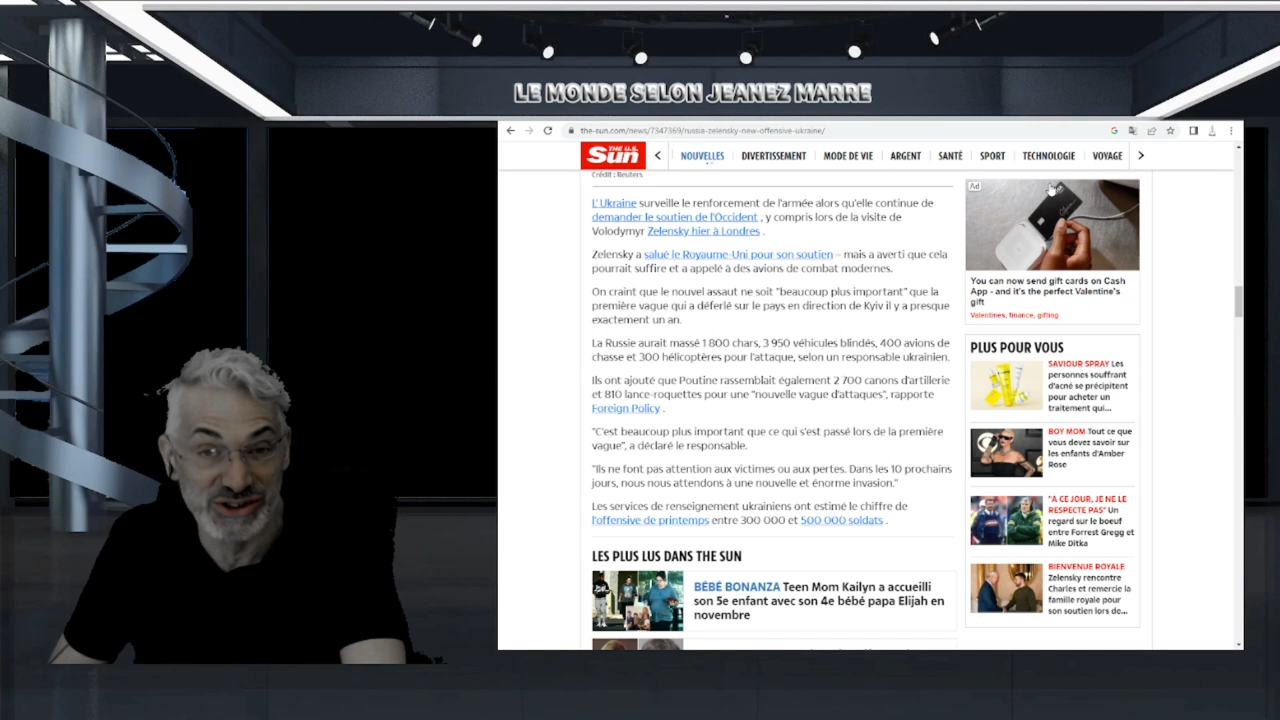 LE MONDE SELON JEANEZ MARRE
the-sun.com/news/7347369/russia-zelensky-new-offensive-ukraine/
THE U.S. Sun
NOUVELLES DIVERTISSEMENT MODE DE VIE ARGENT SANTÉ SPORT TECHNOLOGIE VOYAGE
Crédit : Reuters
L'Ukraine surveille le renforcement de l'armée alors qu'elle continue de
demander le soutien de l'Occident , y compris lors de la visite de
Volodymyr Zelensky hier à Londres .
Zelensky a salué le Royaume-Uni pour son soutien – mais a averti que cela
pourrait suffire et a appelé à des avions de combat modernes.
On craint que le nouvel assaut ne soit "beaucoup plus important" que la
première vague qui a déferlé sur le pays en direction de Kyiv il y a presque
exactement un an.
La Russie aurait massé 1 800 chars, 3 950 véhicules blindés, 400 avions de
chasse et 300 hélicoptères pour l'attaque, selon un responsable ukrainien.
Ils ont ajouté que Poutine rassemblait également 2 700 canons d'artillerie
et 810 lance-roquettes pour une "nouvelle vague d'attaques", rapporte
Foreign Policy .
"C'est beaucoup plus important que ce qui s'est passé lors de la première
vague", a déclaré le responsable.
"Ils ne font pas attention aux victimes ou aux pertes. Dans les 10 prochains
jours, nous nous attendons à une nouvelle et énorme invasion."
Les services de renseignement ukrainiens ont estimé le chiffre de
l'offensive de printemps entre 300 000 et 500 000 soldats .
LES PLUS LUS DANS THE SUN
BÉBÉ BONANZA Teen Mom Kailyn a accueilli
son 5e enfant avec son 4e bébé papa Elijah en
novembre
Ad
You can now send gift cards on Cash
App - and it's the perfect Valentine's
gift
Valentines, finance, gifting
PLUS POUR VOUS
SAVIOUR SPRAY Les
personnes souffrant
d'acné se précipitent
pour acheter un
traitement qui...
BOY MOM Tout ce que
vous devez savoir sur
les enfants d'Amber
Rose
"A CE JOUR, JE NE LE
RESPECTE PAS" Un
regard sur le boeuf
entre Forrest Gregg et
Mike Ditka
BIENVENUE ROYALE
Zelensky rencontre
Charles et remercie la
famille royale pour
son soutien lors de...